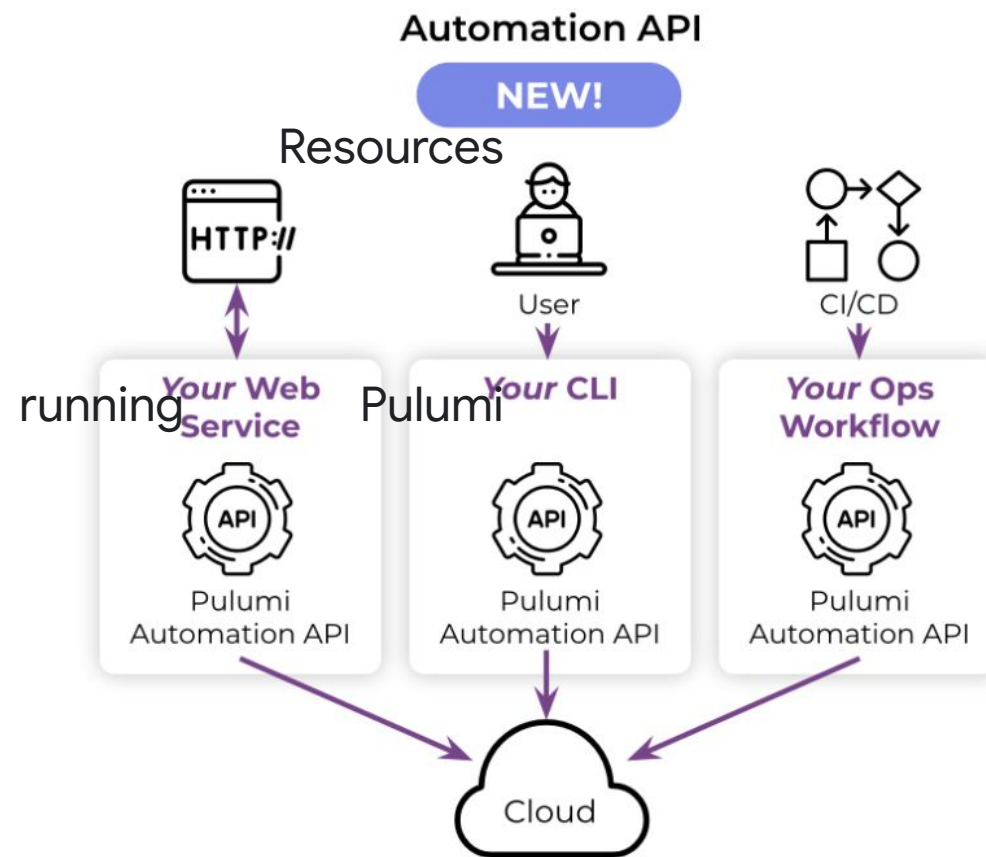 Automation API
NEW!
Resources
HTTP://
User
CI/CD
running
Pulumi
Your Web
Service
Your CLI
Your Ops
Workflow
API
API
API
Pulumi
Automation API
Pulumi
Automation API
Pulumi
Automation API
Cloud